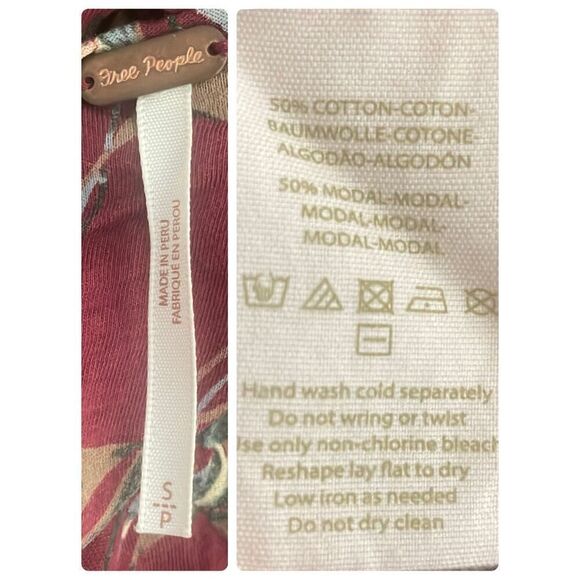 Free People
MADE IN PERU
FABRIQUE EN PEROU
S/P
50% COTTON-COTON-
BAUMWOLLE-COTONE-
ALGODÃO-ALGODÓN
50% MODAL-MODAL-
MODAL-MODAL-
MODAL-MODAL
Hand wash cold separately
Do not wring or twist
Use only non-chlorine bleach
Reshape lay flat to dry
Low iron as needed
Do not dry clean